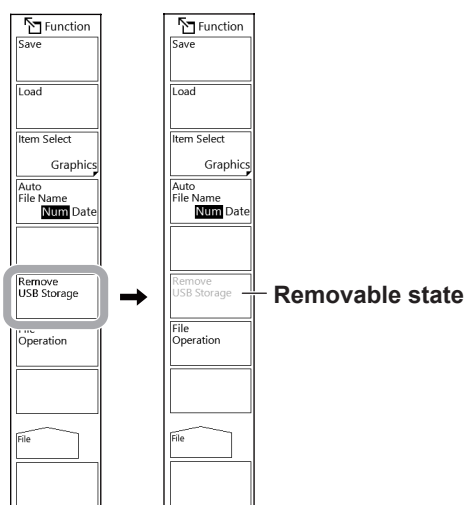 Function
Save
Load
Item Select
Graphics
Auto
File Name
Num Date
Remove
USB Storage
File
Operation
File
Function
Save
Load
Item Select
Graphics
Auto
File Name
Num Date
Remove
USB Storage
File
Operation
File
Removable state